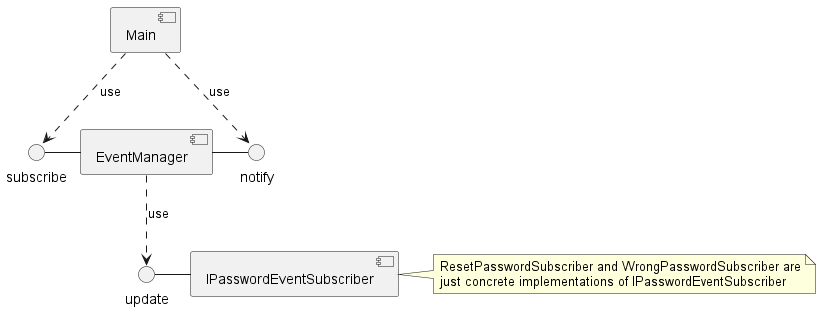 Main
use
use
subscribe
EventManager
notify
use
update
IPasswordEventSubscriber
ResetPasswordSubscriber and WrongPasswordSubscriber are
just concrete implementations of IPasswordEventSubscriber